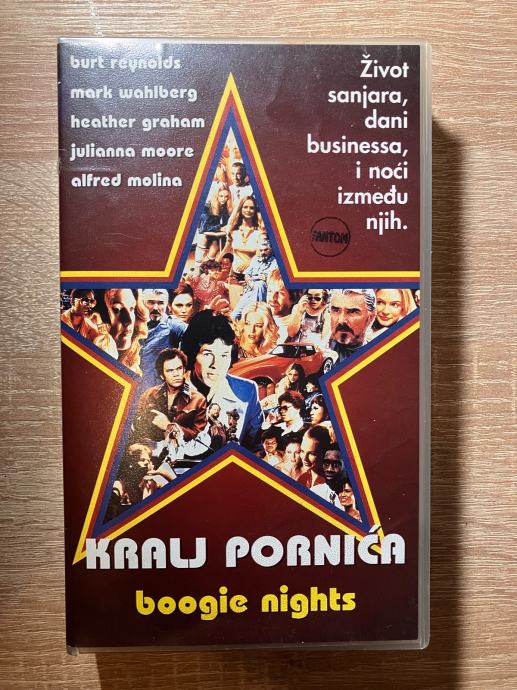 burt reynolds
mark wahlberg
heather graham
julianna moore
alfred molina
Život
sanjara,
dani
businessa,
i noći
između
njih.
FANTOM
KRALJ PORNIĆA
boogie nights